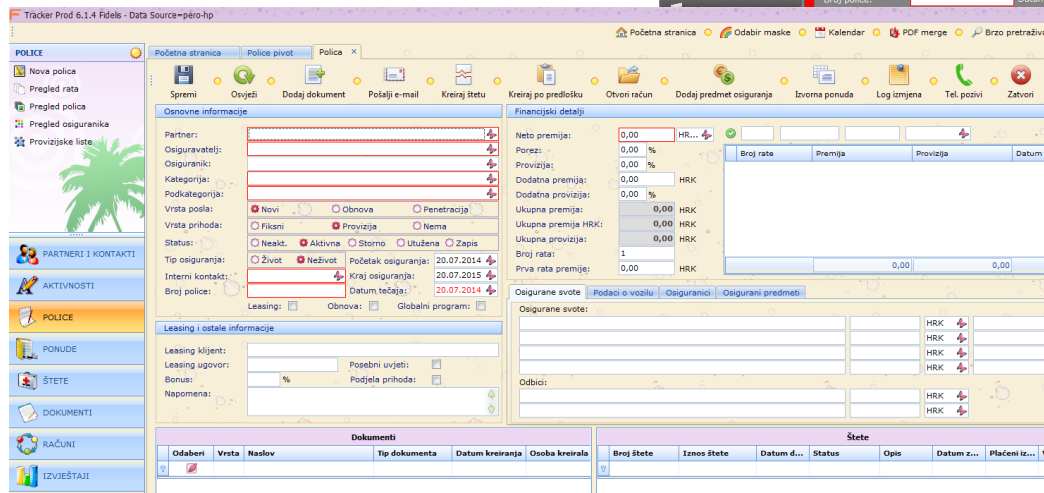 Broj police:
Datum
Tracker Prod 6.1.4 Fidelis - Data Source=pero-hp
Početna stranica Odabir maske Kalendar PDF merge Brzo pretraživa
POLICE
Nova polica
Pregled rata
Pregled polica
Pregled osiguranika
Provizijske liste
PARTNERI I KONTAKTI
AKTIVNOSTI
POLICE
PONUDE
ŠTETE
DOKUMENTI
RAČUNI
IZVJEŠTAJI
Početna stranica Police pivot Polica ×
Spremi Osvježi Dodaj dokument Pošalji e-mail Kreiraj štetu Kreiraj po predlošku Otvori račun Dodaj predmet osiguranja Izvorna ponuda Log izmjena Tel. pozivi Zatvori
Osnovne informacije
Partner:
Osiguravatelj:
Osiguranik:
Kategorija:
Podkategorija:
Vrsta posla: Novi Obnova Penetracija
Vrsta prihoda: Fiksni Provizija Nema
Status: Neakt. Aktivna Storno Utužena Zapis
Tip osiguranja: Život Neživot Početak osiguranja: 20.07.2014
Interni kontakt: Kraj osiguranja: 20.07.2015
Broj police: Datum tečaja: 20.07.2014
Leasing: Obnova: Globalni program:
Leasing i ostale informacije
Leasing klijent:
Leasing ugovor: Posebni uvjeti:
Bonus: % Podjela prihoda:
Napomena:
Financijski detalji
Neto premija: 0,00 HR...
Porez: 0,00 %
Provizija: 0,00 %
Dodatna premija: 0,00 HRK
Dodatna provizija: 0,00 %
Ukupna premija: 0,00 HRK
Ukupna premija HRK: 0,00 HRK
Ukupna provizija: 0,00 HRK
Broj rata: 1
Prva rata premije: 0,00 HRK
Broj rate Premija Provizija Datum
0,00 0,00
Osigurane svote Podaci o vozilu Osiguranici Osigurani predmeti
Osigurane svote:
HRK
HRK
HRK
HRK
Odbici:
HRK
HRK
Dokumenti
Odaberi Vrsta Naslov Tip dokumenta Datum kreiranja Osoba kreirala
Štete
Broj štete Iznos štete Datum d... Status Opis Datum z... Plaćeni iz... V